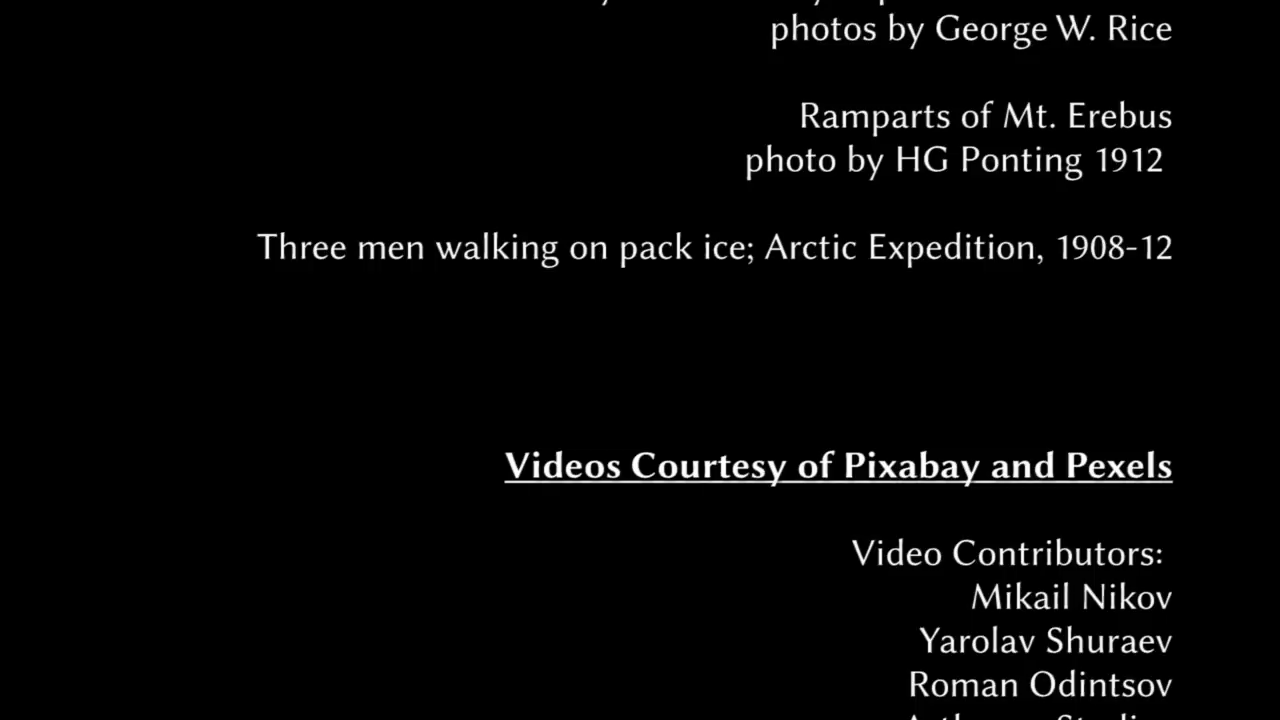 photos by George W. Rice
Ramparts of Mt. Erebus
photo by HG Ponting 1912
Three men walking on pack ice; Arctic Expedition, 1908-12
Videos Courtesy of Pixabay and Pexels
Video Contributors:
Mikail Nikov
Yarolav Shuraev
Roman Odintsov